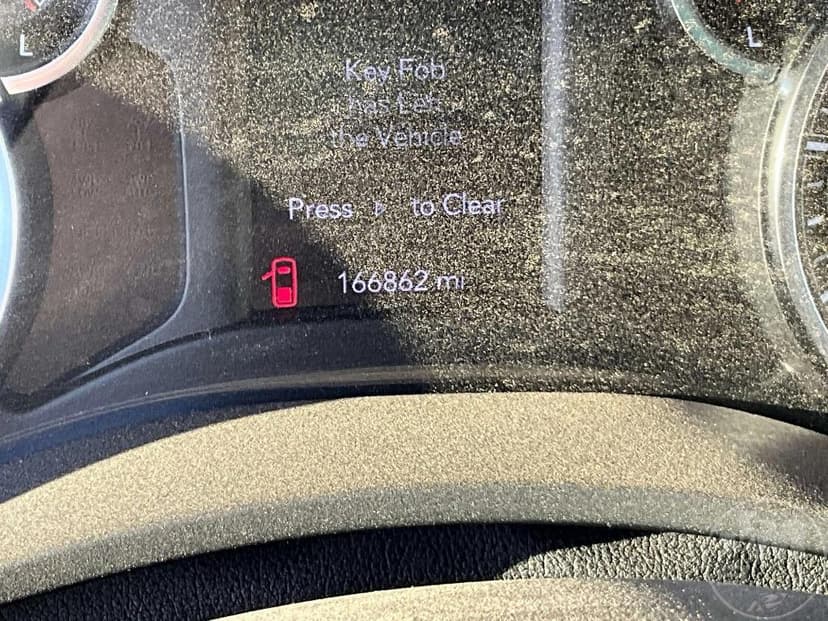 L
L
Key Fob
has Left
the Vehicle
Press to Clear
166862 mi